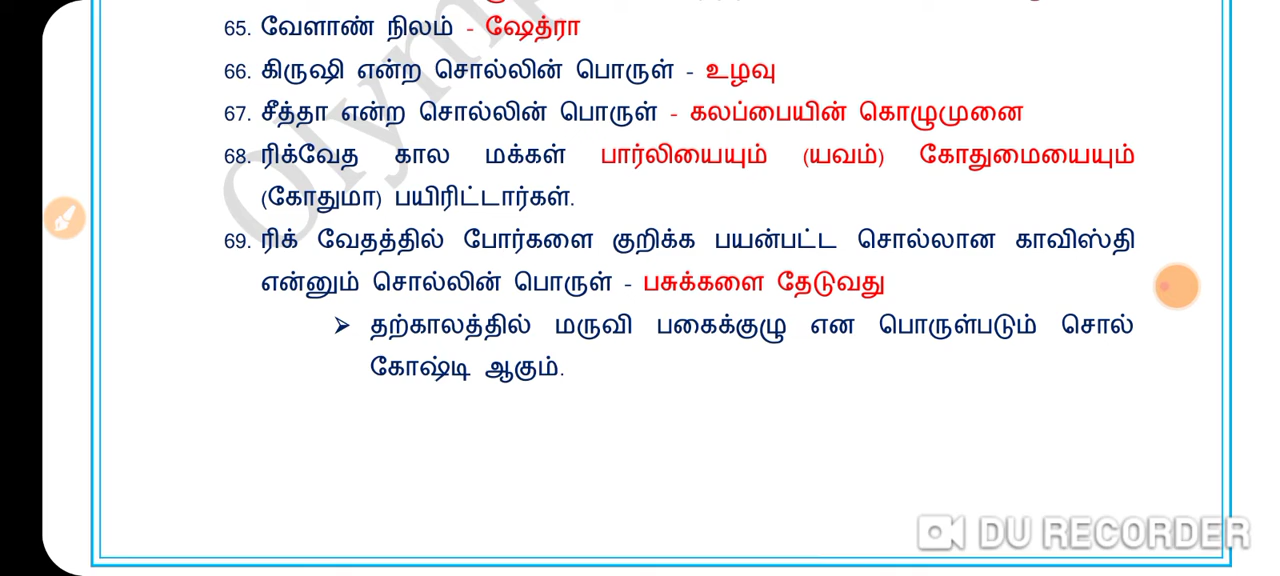 65. வேளாண் நிலம் - ஷேத்ரா
66. கிருஷி என்ற சொல்லின் பொருள் - உழவு
67. சீத்தா என்ற சொல்லின் பொருள் - கலப்பையின் கொழுமுனை
68. ரிக்வேத கால மக்கள் பார்லியையும் (யவம்) கோதுமையையும்
(கோதுமா) பயிரிட்டார்கள்.
69. ரிக் வேதத்தில் போர்களை குறிக்க பயன்பட்ட சொல்லான காவிஸ்தி
என்னும் சொல்லின் பொருள் - பசுக்களை தேடுவது
➢ தற்காலத்தில் மருவி பகைக்குழு என பொருள்படும் சொல்
கோஷ்டி ஆகும்.
Olymp
DU RECORDER